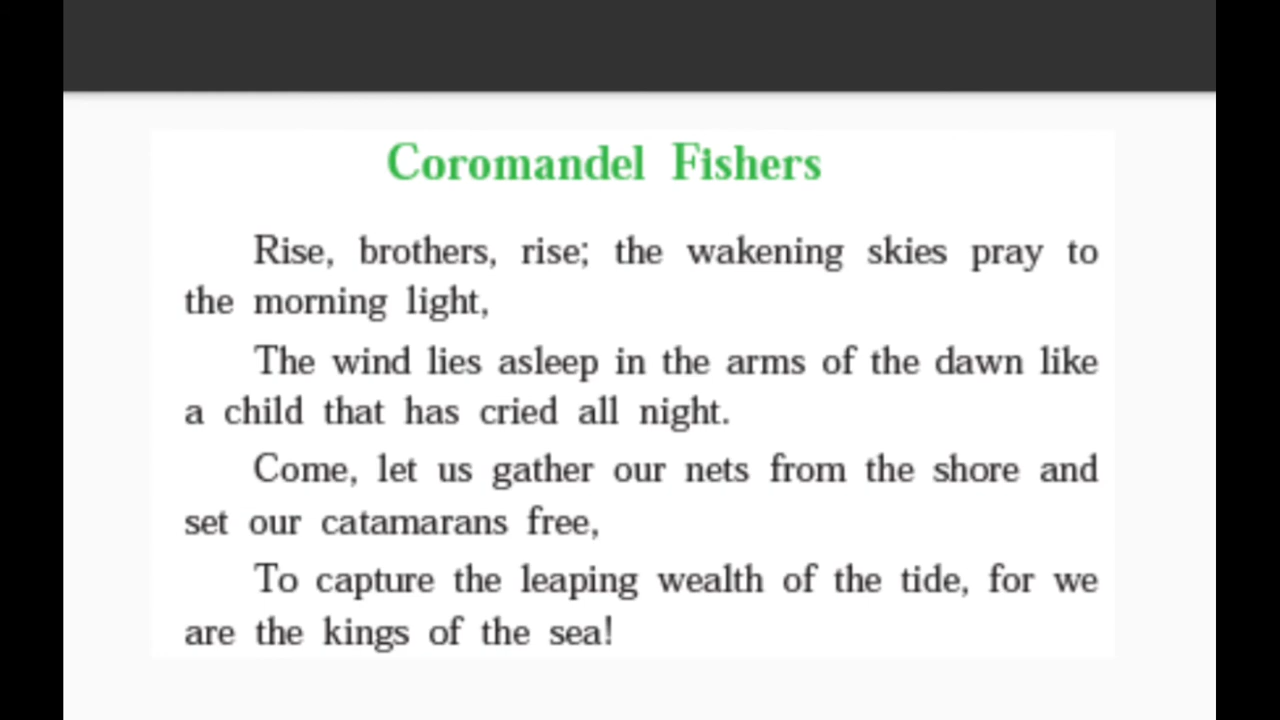 Coromandel Fishers
Rise, brothers, rise; the wakening skies pray to
the morning light,
The wind lies asleep in the arms of the dawn like
a child that has cried all night.
Come, let us gather our nets from the shore and
set our catamarans free,
To capture the leaping wealth of the tide, for we
are the kings of the sea!